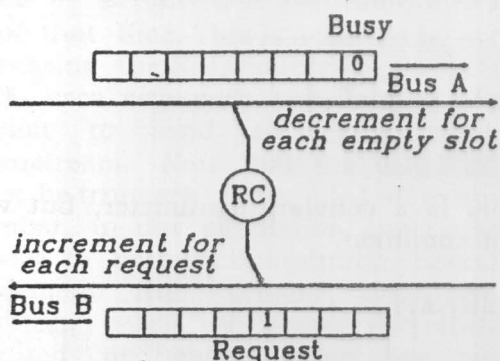 Busy
0
Bus A
decrement for
each empty slot
RC
increment for
each request
Bus B
1
Request